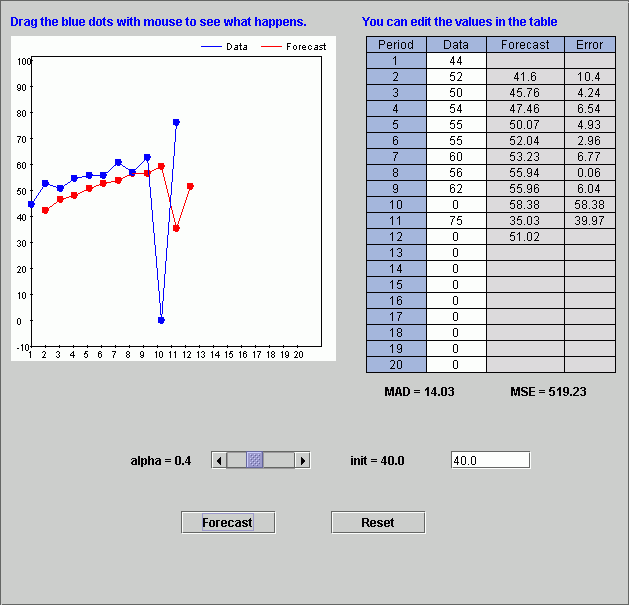 Drag the blue dots with mouse to see what happens.
You can edit the values in the table
Data Forecast
100
90
80
70
60
50
40
30
20
10
0
-10
1 2 3 4 5 6 7 8 9 10 11 12 13 14 15 16 17 18 19 20
Period Data Forecast Error
1 44
2 52 41.6 10.4
3 50 45.76 4.24
4 54 47.46 6.54
5 55 50.07 4.93
6 55 52.04 2.96
7 60 53.23 6.77
8 56 55.94 0.06
9 62 55.96 6.04
10 0 58.38 58.38
11 75 35.03 39.97
12 0 51.02
13 0
14 0
15 0
16 0
17 0
18 0
19 0
20 0
MAD = 14.03 MSE = 519.23
alpha = 0.4 init = 40.0 40.0
Forecast Reset